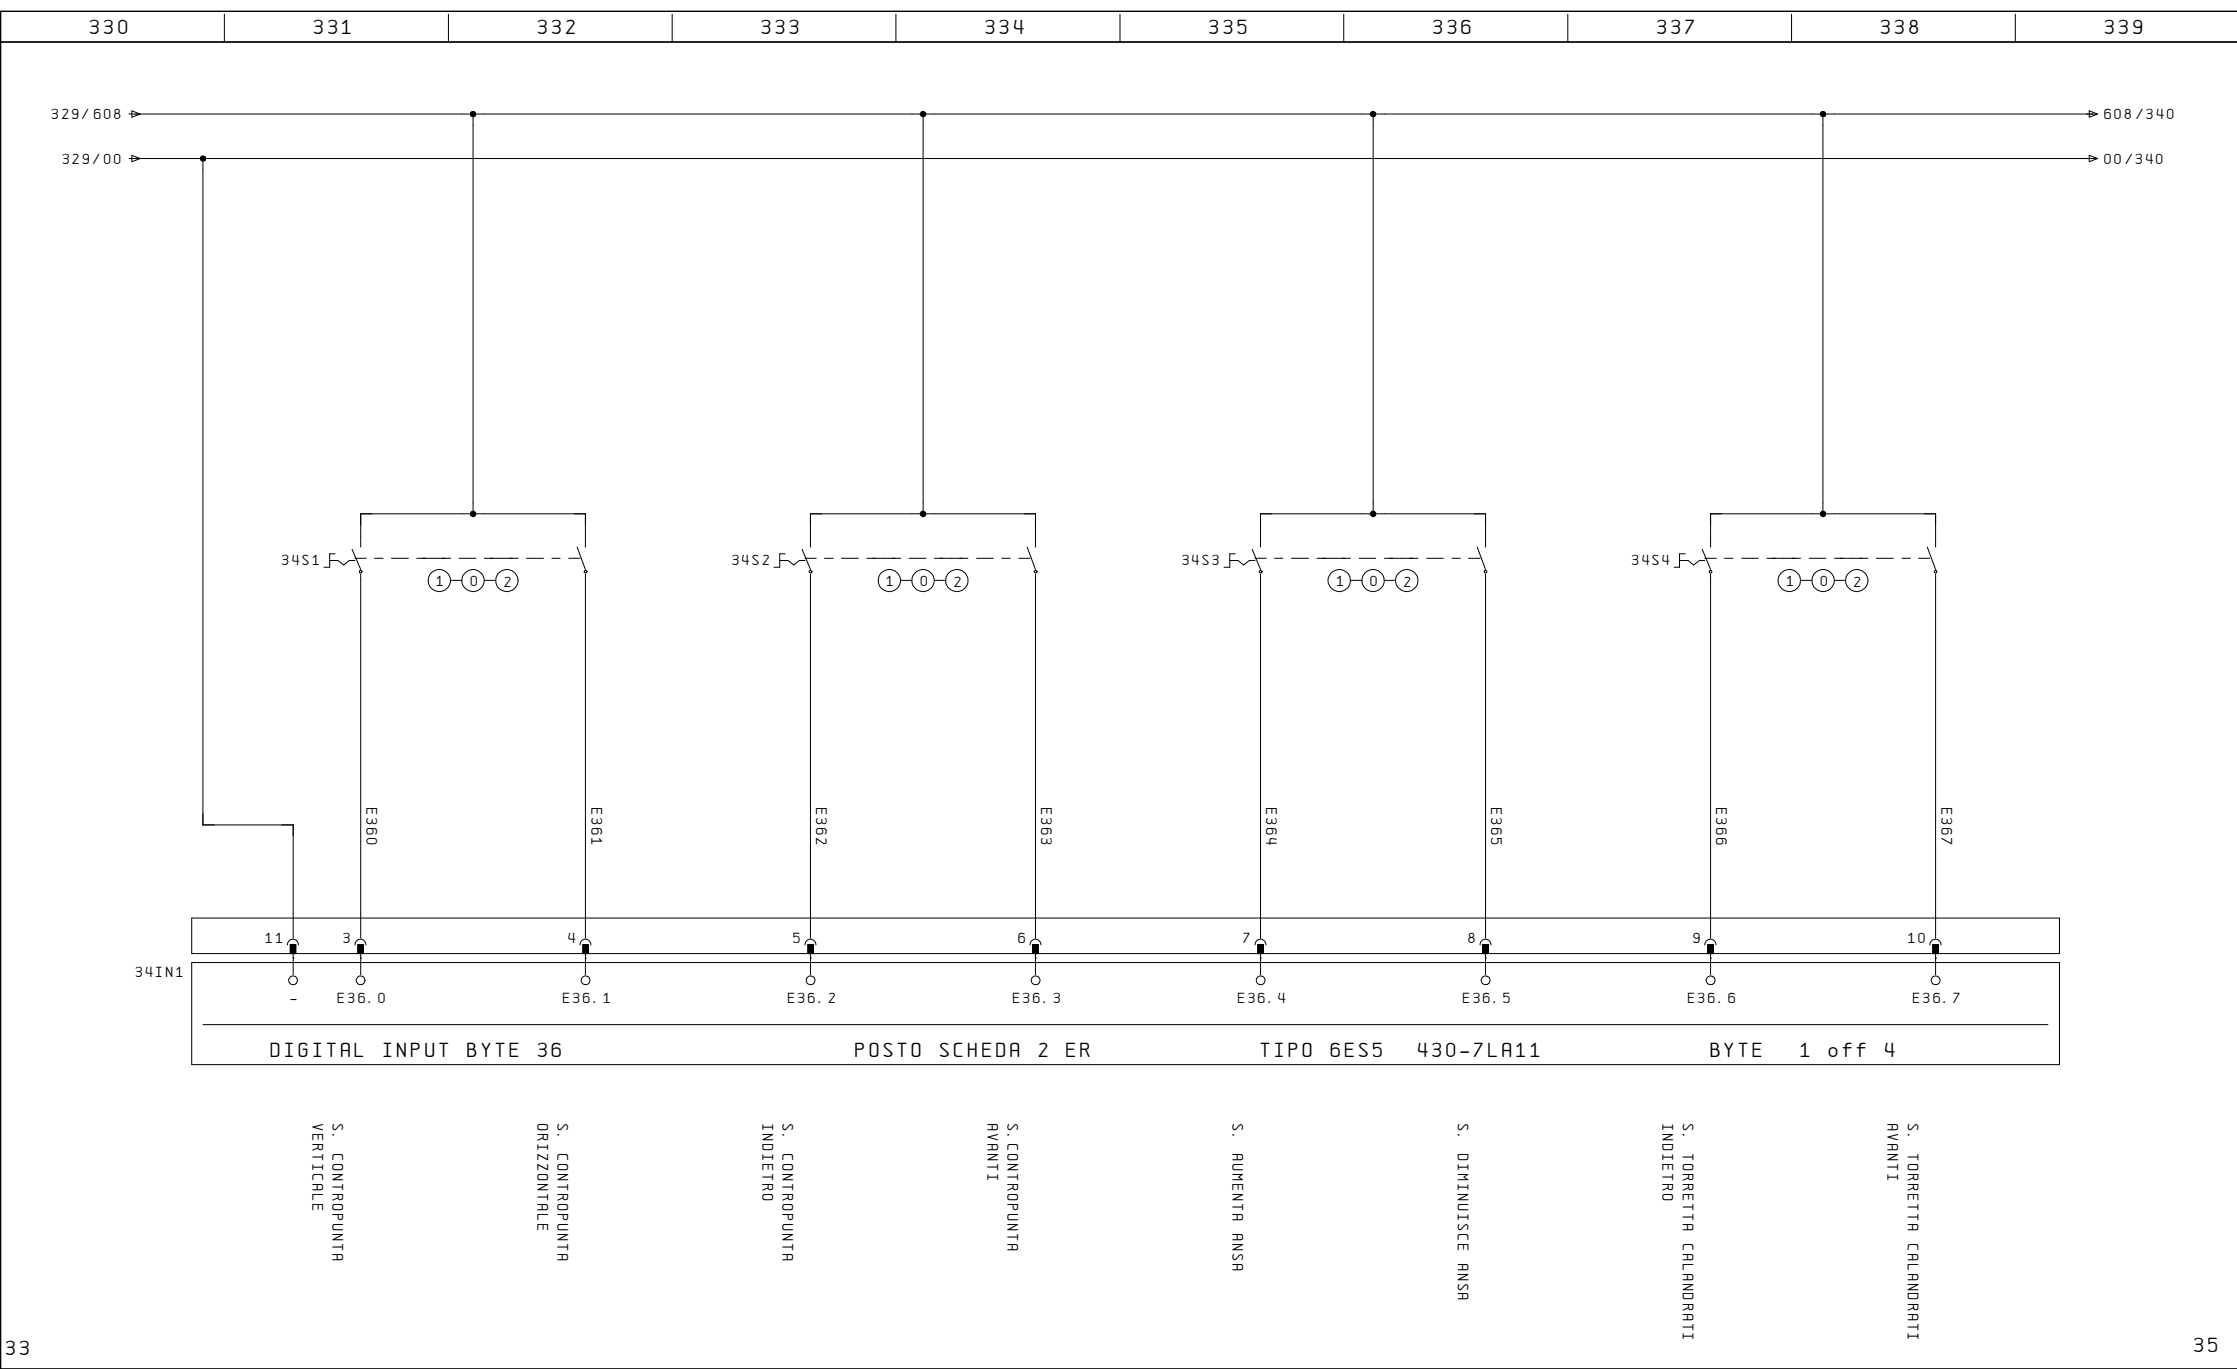 330 331 332 333 334 335 336 337 338 339
329/608 608/340
329/00 00/340
34S1 34S2 34S3 34S4
1 0 2 1 0 2 1 0 2 1 0 2
E360 E361 E362 E363 E364 E365 E366 E367
11 3 4 5 6 7 8 9 10
34IN1
- E36.0 E36.1 E36.2 E36.3 E36.4 E36.5 E36.6 E36.7
DIGITAL INPUT BYTE 36 POSTO SCHEDA 2 ER TIPO 6ES5 430-7LA11 BYTE 1 off 4
S. CONTROPUNTA
VERTICALE
S. CONTROPUNTA
ORIZZONTALE
S. CONTROPUNTA
INDIETRO
S.CONTROPUNTA
AVANTI
S. AUMENTA ANSA
S. DIMINUISCE ANSA
S. TORRETTA CALANDRATI
INDIETRO
S. TORRETTA CALANDRATI
AVANTI
33 35